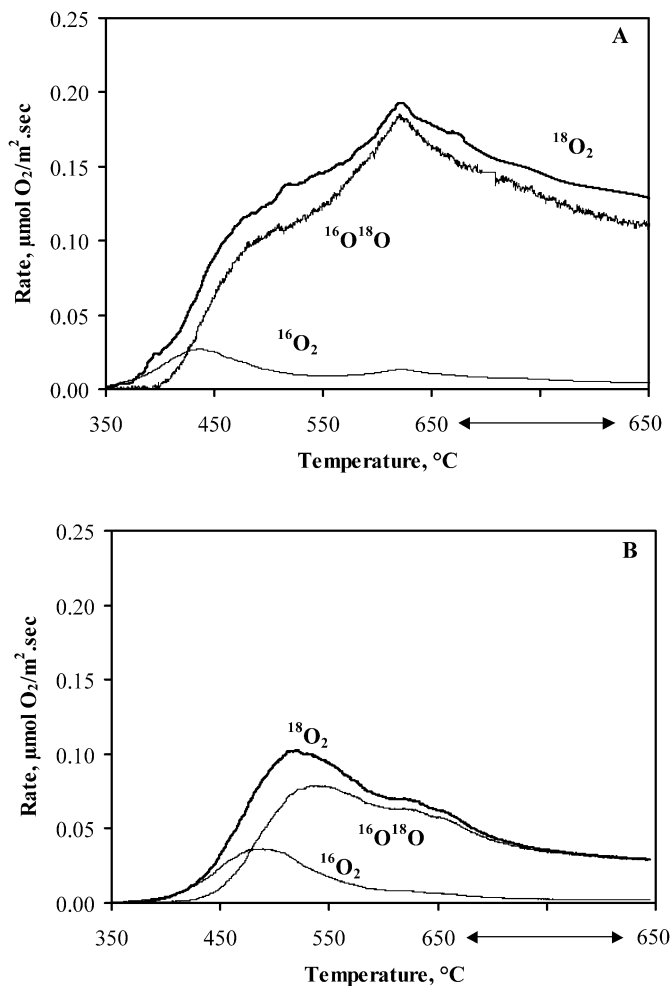 A
0.25
0.20
0.15
0.10
0.05
0.00
Rate, µmol O₂/m².sec
¹⁸O₂
¹⁶O¹⁸O
¹⁶O₂
350 450 550 650 650
Temperature, °C
B
0.25
0.20
0.15
0.10
0.05
0.00
Rate, µmol O₂/m².sec
¹⁸O₂
¹⁶O¹⁸O
¹⁶O₂
350 450 550 650 650
Temperature, °C